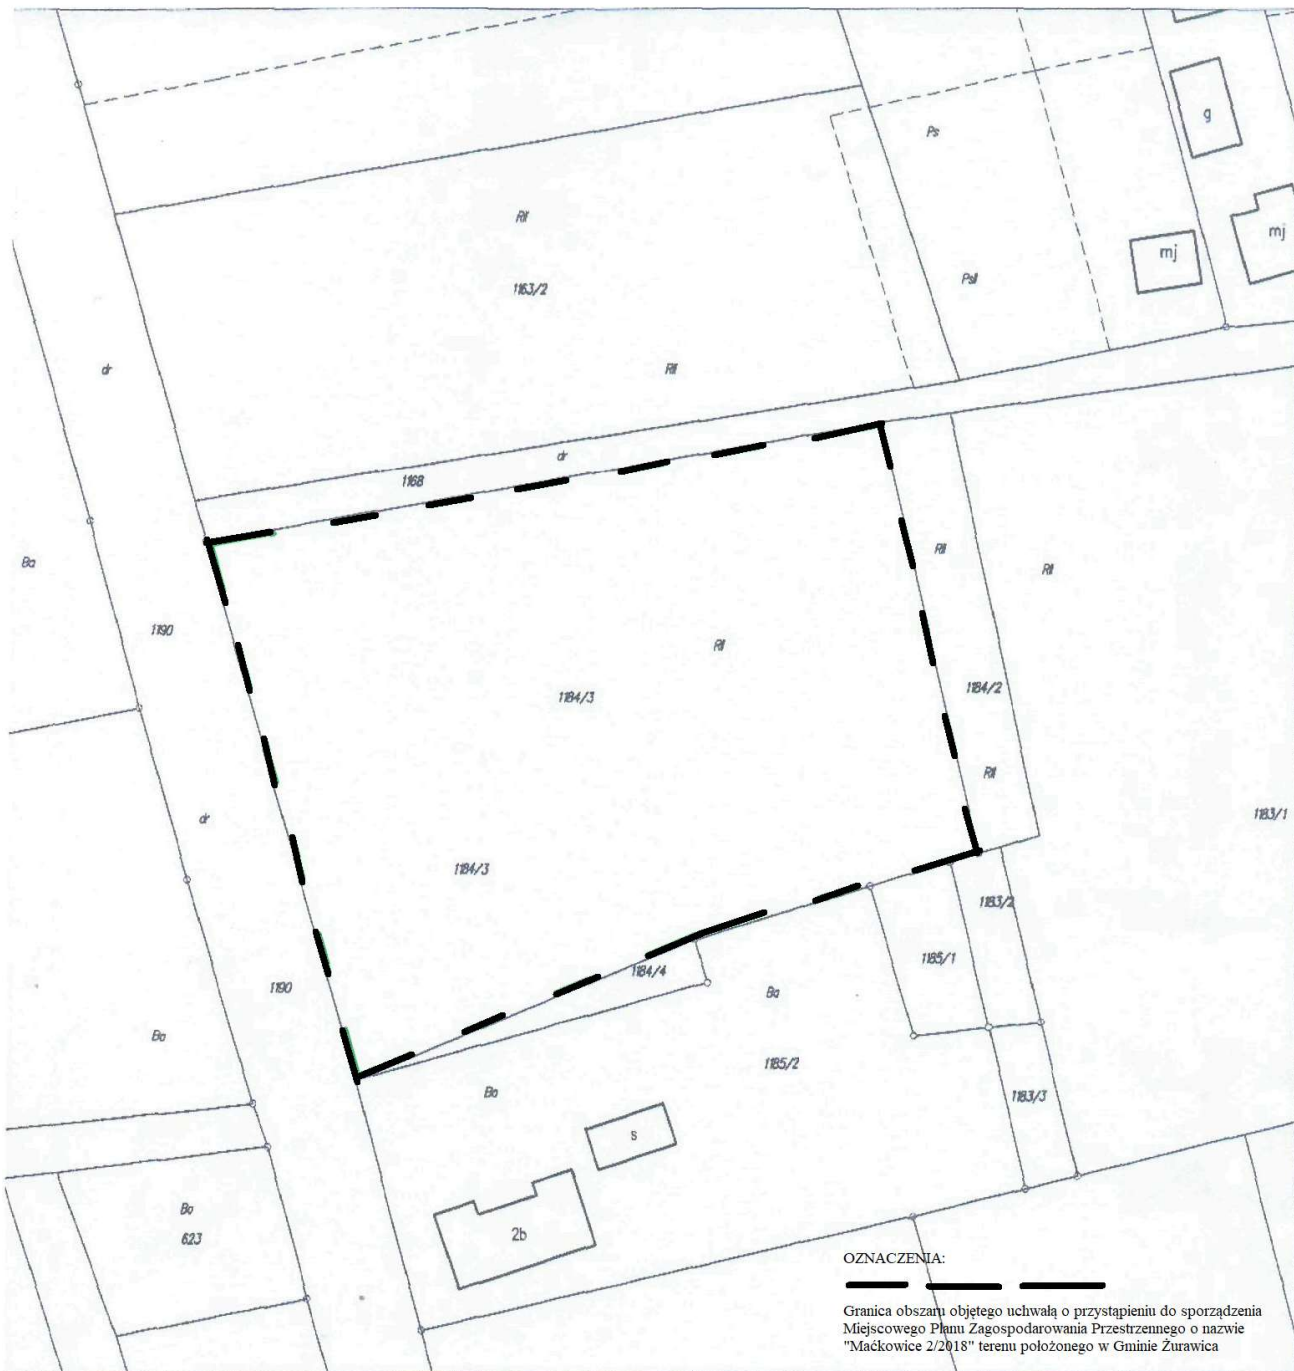 g
Ps
RII
mj
mj
PsII
1163/2
RII
dr
dr
1168
RII
Ba
RII
1190
RII
1184/3
1184/2
RII
dr
1183/1
1184/3
1183/2
1185/1
1184/4
1190
Ba
Ba
1185/2
Ba
1183/3
s
Ba
2b
623
OZNACZENIA:
Granica obszaru objętego uchwałą o przystąpieniu do sporządzenia
Miejscowego Planu Zagospodarowania Przestrzennego o nazwie
"Maćkowice 2/2018" terenu położonego w Gminie Żurawica